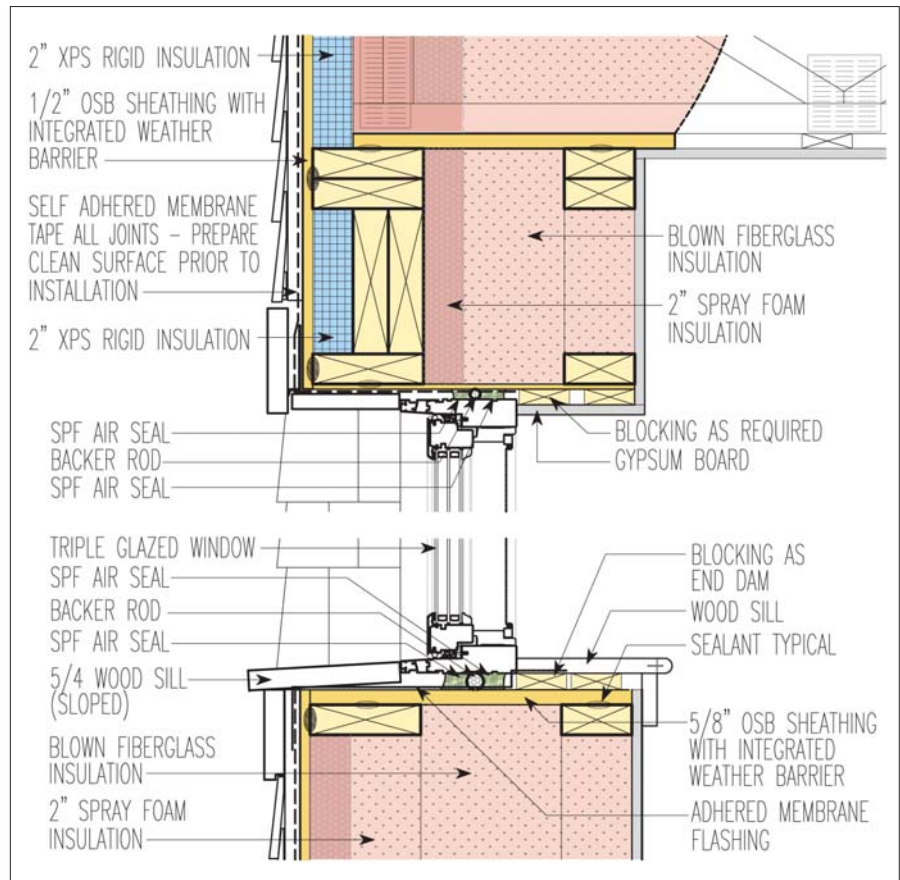 2” XPS RIGID INSULATION
1/2” OSB SHEATHING WITH
INTEGRATED WEATHER
BARRIER
SELF ADHERED MEMBRANE
TAPE ALL JOINTS – PREPARE
CLEAN SURFACE PRIOR TO
INSTALLATION
2” XPS RIGID INSULATION
BLOWN FIBERGLASS
INSULATION
2” SPRAY FOAM
INSULATION
SPF AIR SEAL
BACKER ROD
SPF AIR SEAL
BLOCKING AS REQUIRED
GYPSUM BOARD
TRIPLE GLAZED WINDOW
SPF AIR SEAL
BACKER ROD
SPF AIR SEAL
5/4 WOOD SILL
(SLOPED)
BLOWN FIBERGLASS
INSULATION
2” SPRAY FOAM
INSULATION
BLOCKING AS
END DAM
WOOD SILL
SEALANT TYPICAL
5/8” OSB SHEATHING
WITH INTEGRATED
WEATHER BARRIER
ADHERED MEMBRANE
FLASHING